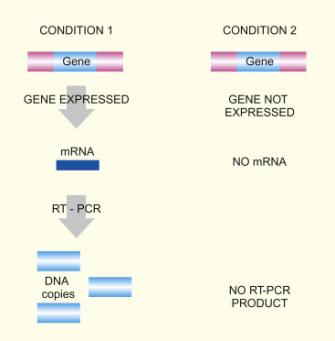 CONDITION 1
Gene
GENE EXPRESSED
mRNA
RT - PCR
DNA
copies
CONDITION 2
Gene
GENE NOT
EXPRESSED
NO mRNA
NO RT-PCR
PRODUCT